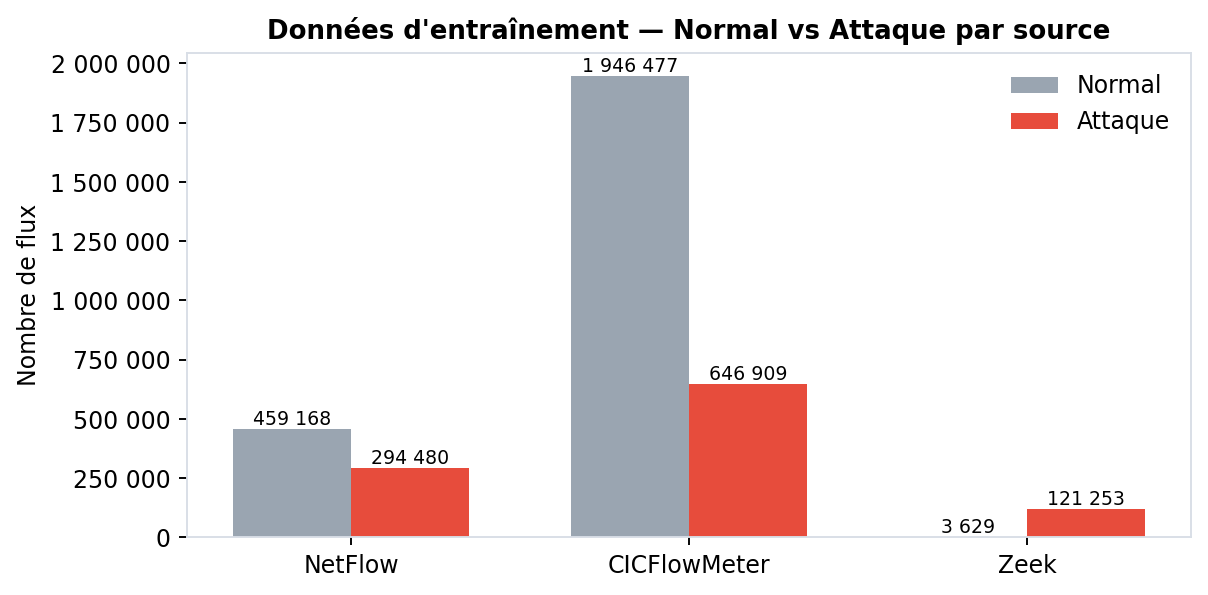 Données d'entraînement — Normal vs Attaque par source
Nombre de flux
2 000 000
1 750 000
1 500 000
1 250 000
1 000 000
750 000
500 000
250 000
0
459 168
294 480
1 946 477
646 909
3 629
121 253
NetFlow
CICFlowMeter
Zeek
Normal
Attaque